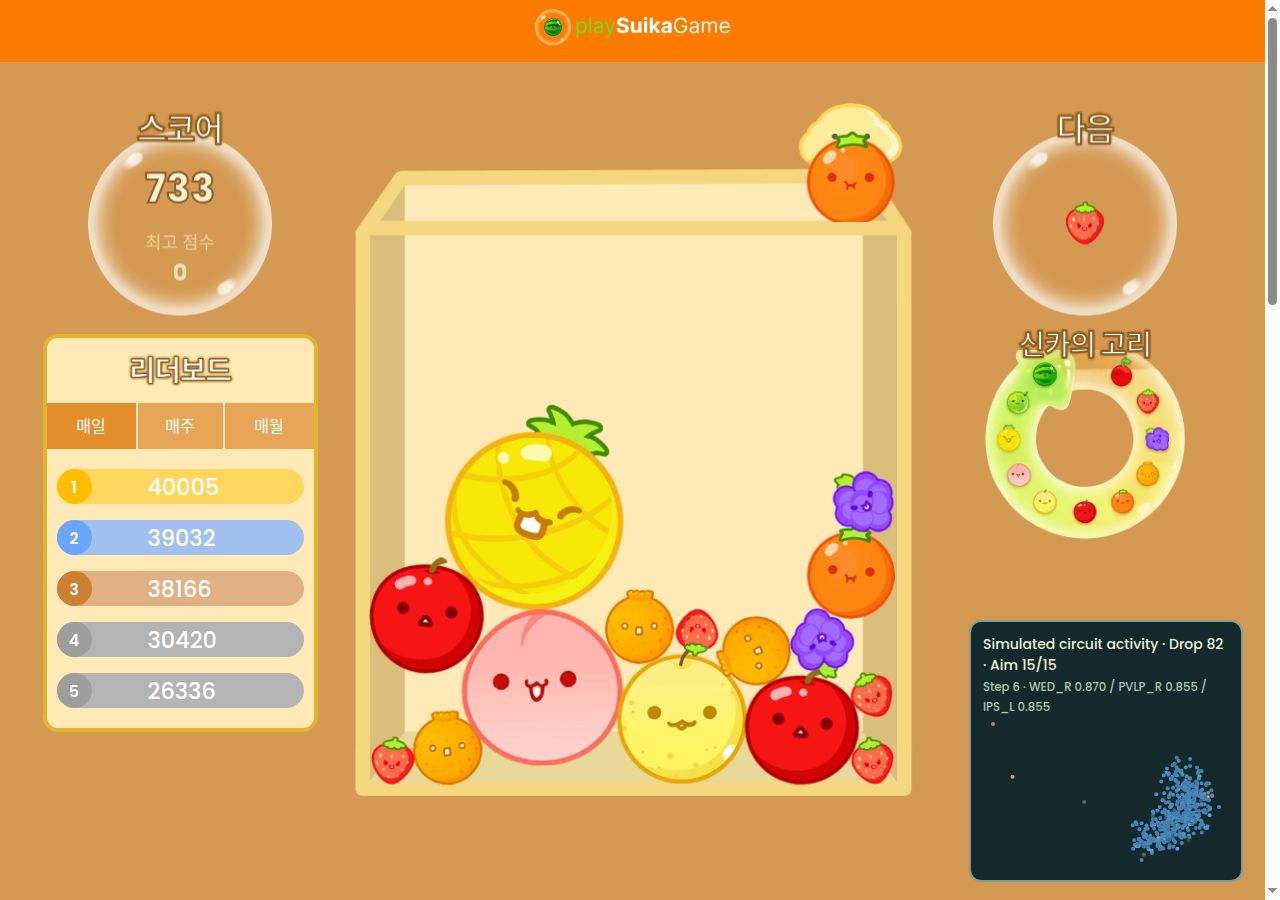 playSuikaGame
스코어
733
최고 점수
0
리더보드
매일
매주
매월
1
40005
2
39032
3
38166
4
30420
5
26336
다음
신카의 고리
Simulated circuit activity · Drop 82
· Aim 15/15
Step 6 · WED_R 0.870 / PVLP_R 0.855 /
IPS_L 0.855